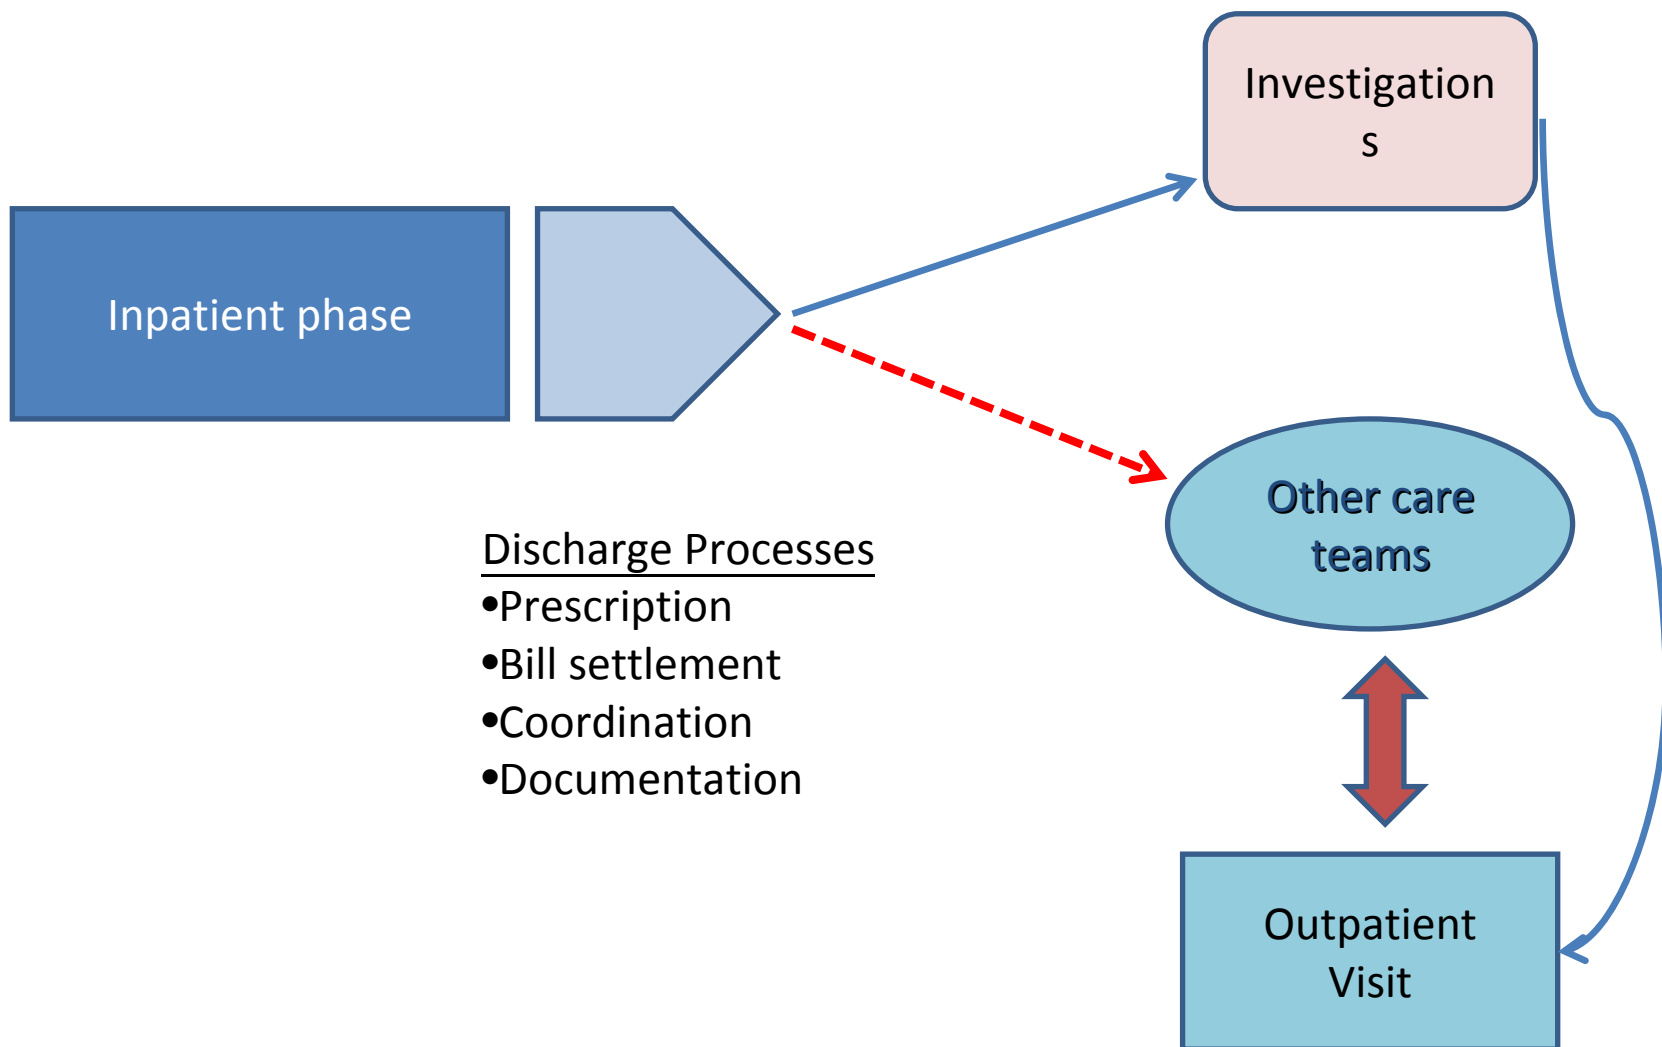 Investigation
s
Inpatient phase
Other care
teams
Discharge Processes
•Prescription
•Bill settlement
•Coordination
•Documentation
Outpatient
Visit